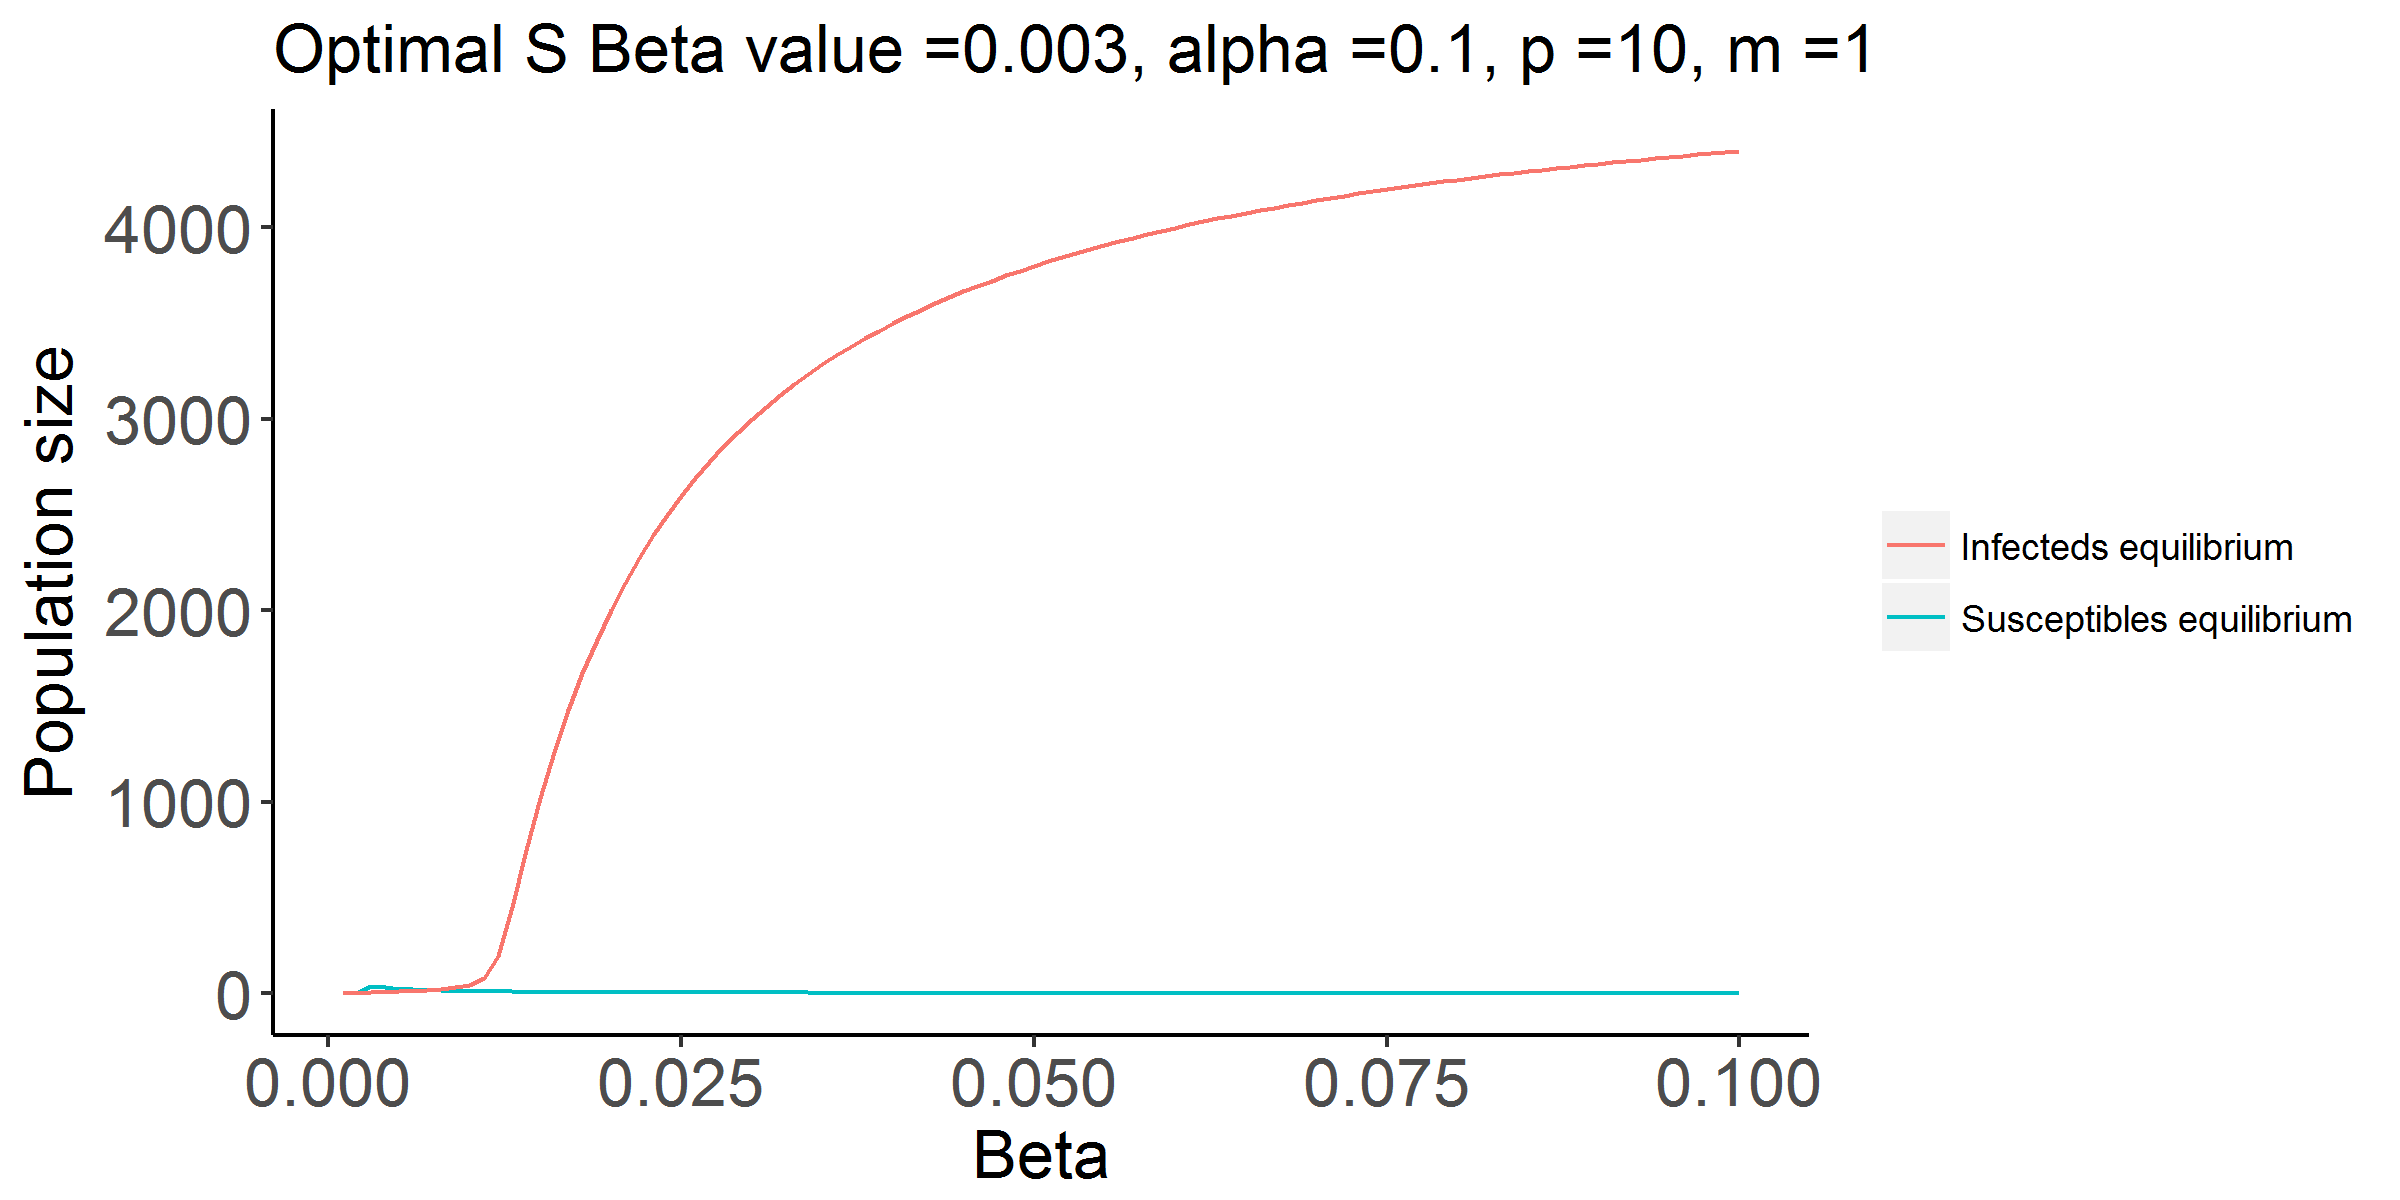 Optimal S Beta value =0.003, alpha =0.1, p =10, m =1
Population size
4000
3000
2000
1000
0
0.000 0.025 0.050 0.075 0.100
Beta
Infecteds equilibrium
Susceptibles equilibrium